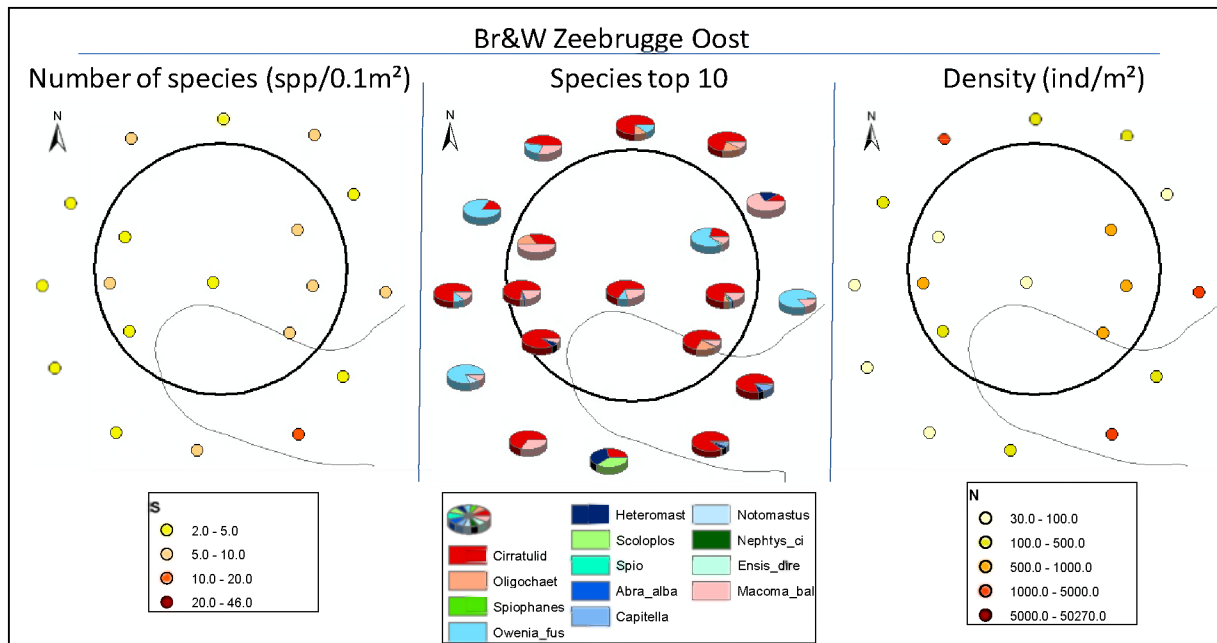 Br&W Zeebrugge Oost
Number of species (spp/0.1m²)
Species top 10
Density (ind/m²)
N
N
N
S
2.0 - 5.0
5.0 - 10.0
10.0 - 20.0
20.0 - 46.0
Cirratulid
Oligochaet
Spiophanes
Owenia_fus
Heteromast
Scoloplos
Spio
Abra_alba
Capitella
Notomastus
Nephtys_ci
Ensis_dire
Macoma_bal
N
30.0 - 100.0
100.0 - 500.0
500.0 - 1000.0
1000.0 - 5000.0
5000.0 - 50270.0